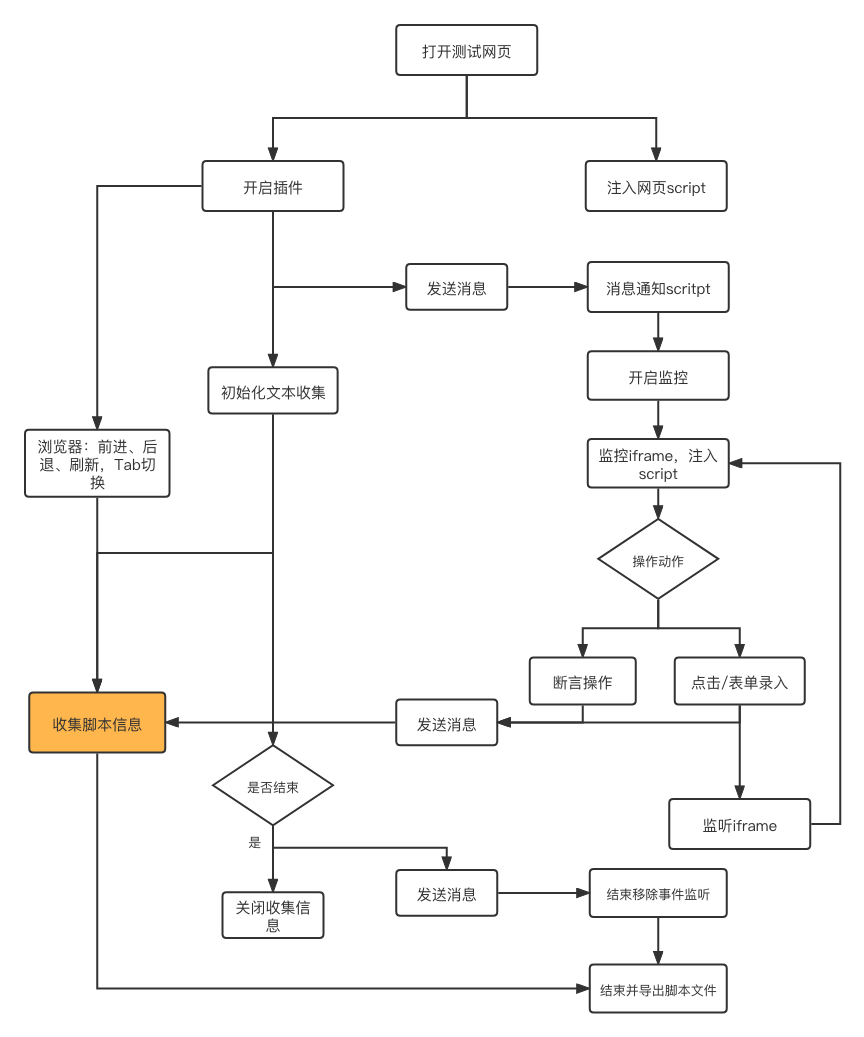 打开测试网页
开启插件
注入网页script
发送消息
消息通知scritpt
初始化文本收集
开启监控
浏览器：前进、后
退、刷新，Tab切
换
监控iframe，注入
script
操作动作
断言操作
点击/表单录入
收集脚本信息
发送消息
是否结束
监听iframe
是
关闭收集信
息
发送消息
结束移除事件监听
结束并导出脚本文件